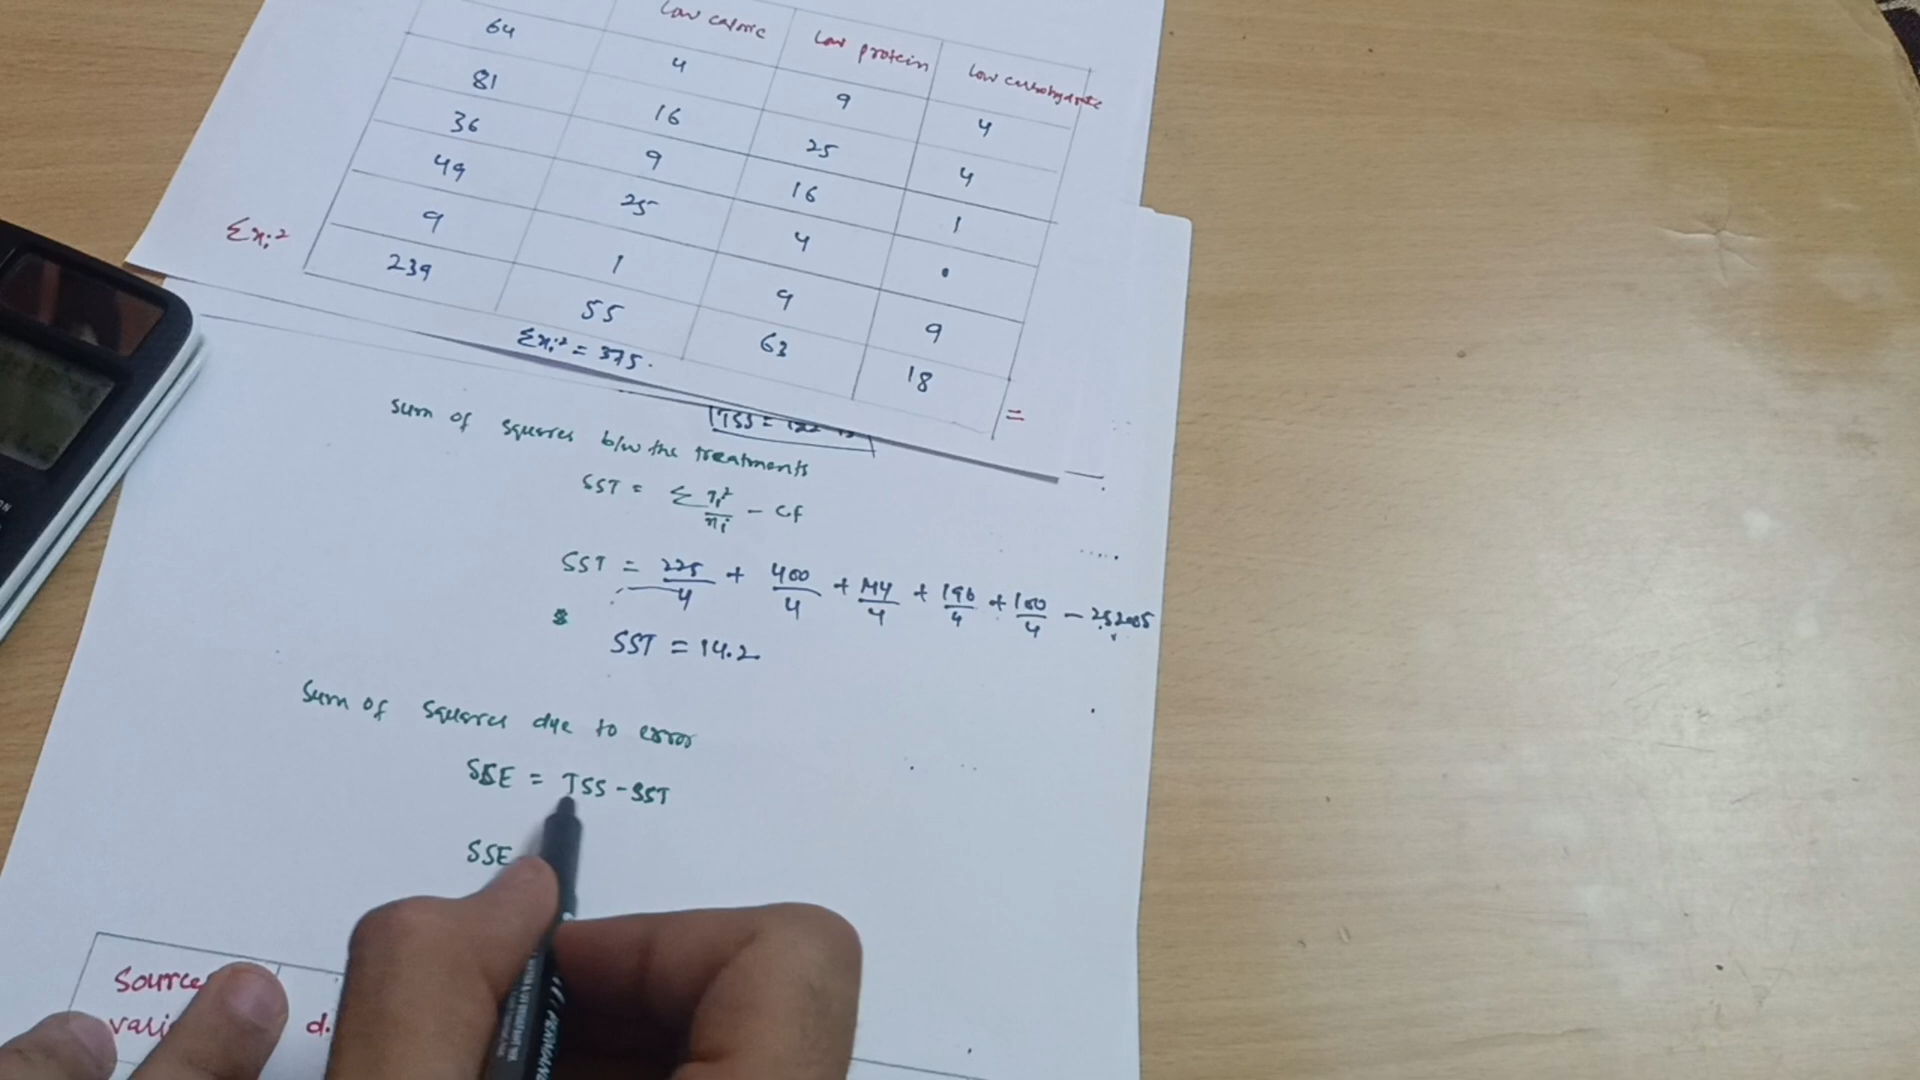 Low calorie Low protein Low carbohydrate
64 4 9 4
81 16 25 4
36 9 16 1
49 25 4 •
9 1 9 9
Σxi² 239 55 63 18 =
Σxi² = 375.
TSS =
Sum of squares b/w the treatments
SST = Σ Ti²/ni - CF
SST = 225/4 + 400/4 + 144/4 + 196/4 + 100/4 -
SST = 14.2
Sum of squares due to error
SSE = TSS - SST
SSE
Source
vari d.